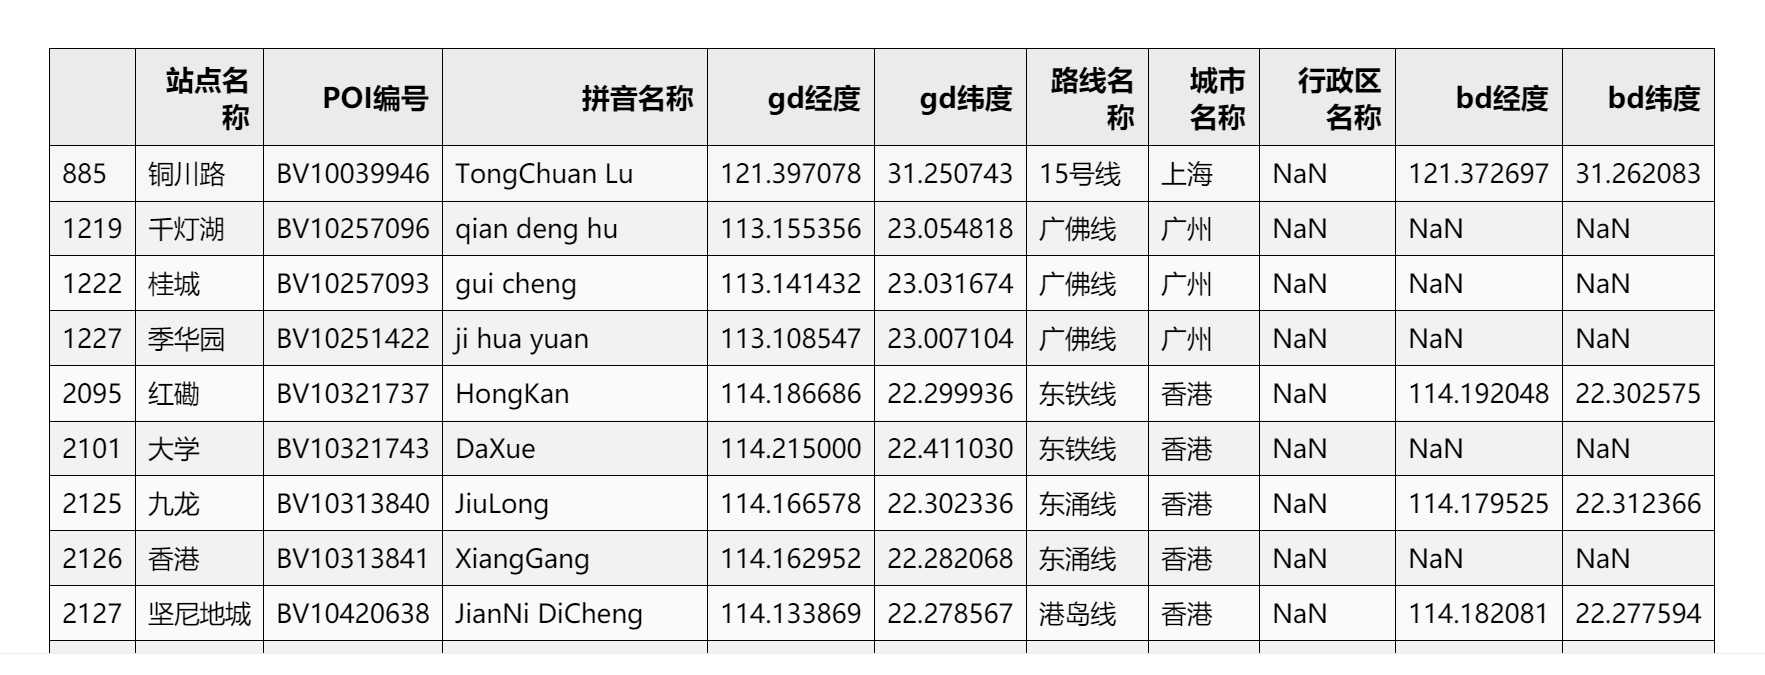 站点名称 POI编号 拼音名称 gd经度 gd纬度 路线名称 城市名称 行政区名称 bd经度 bd纬度
885 铜川路 BV10039946 TongChuan Lu 121.397078 31.250743 15号线 上海 NaN 121.372697 31.262083
1219 千灯湖 BV10257096 qian deng hu 113.155356 23.054818 广佛线 广州 NaN NaN NaN
1222 桂城 BV10257093 gui cheng 113.141432 23.031674 广佛线 广州 NaN NaN NaN
1227 季华园 BV10251422 ji hua yuan 113.108547 23.007104 广佛线 广州 NaN NaN NaN
2095 红磡 BV10321737 HongKan 114.186686 22.299936 东铁线 香港 NaN 114.192048 22.302575
2101 大学 BV10321743 DaXue 114.215000 22.411030 东铁线 香港 NaN NaN NaN
2125 九龙 BV10313840 JiuLong 114.166578 22.302336 东涌线 香港 NaN 114.179525 22.312366
2126 香港 BV10313841 XiangGang 114.162952 22.282068 东涌线 香港 NaN NaN NaN
2127 坚尼地城 BV10420638 JianNi DiCheng 114.133869 22.278567 港岛线 香港 NaN 114.182081 22.277594